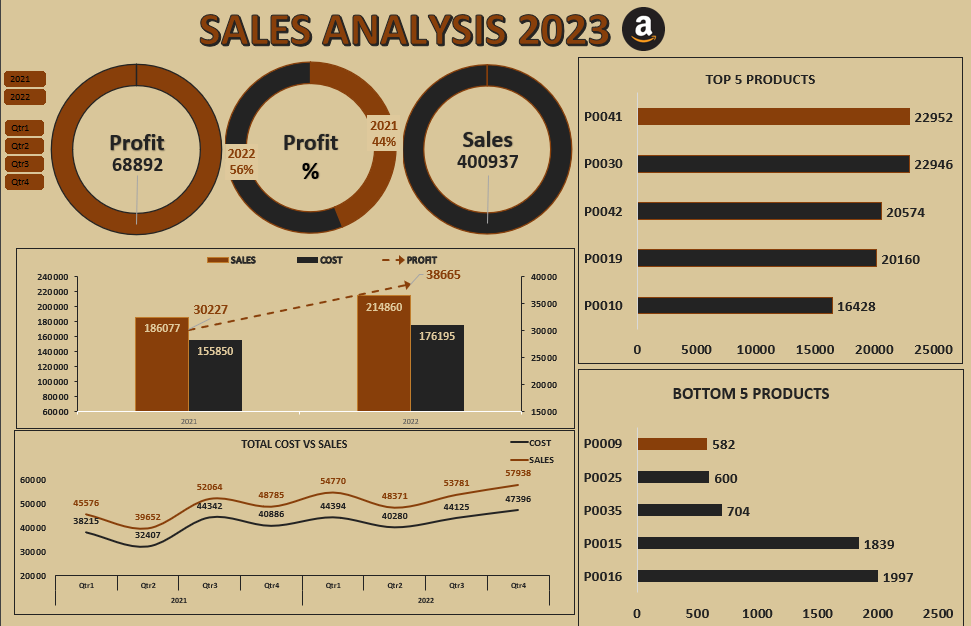 SALES ANALYSIS 2023
a
2021
2022
Qtr1
Qtr2
Qtr3
Qtr4
Profit
68892
2021
44%
2022
56%
Profit
%
Sales
400937
SALES
COST
PROFIT
240000
220000
200000
180000
160000
140000
120000
100000
80000
60000
40000
35000
30000
25000
20000
15000
30227
38665
186077
155850
214860
176195
2021
2022
TOTAL COST VS SALES
COST
SALES
60000
50000
40000
30000
20000
45576
39652
52064
48785
54770
48371
53781
57938
38215
32407
44342
40886
44394
40280
44125
47396
Qtr1
Qtr2
Qtr3
Qtr4
Qtr1
Qtr2
Qtr3
Qtr4
2021
2022
TOP 5 PRODUCTS
P0041
22952
P0030
22946
P0042
20574
P0019
20160
P0010
16428
0
5000
10000
15000
20000
25000
BOTTOM 5 PRODUCTS
P0009
582
P0025
600
P0035
704
P0015
1839
P0016
1997
0
500
1000
1500
2000
2500